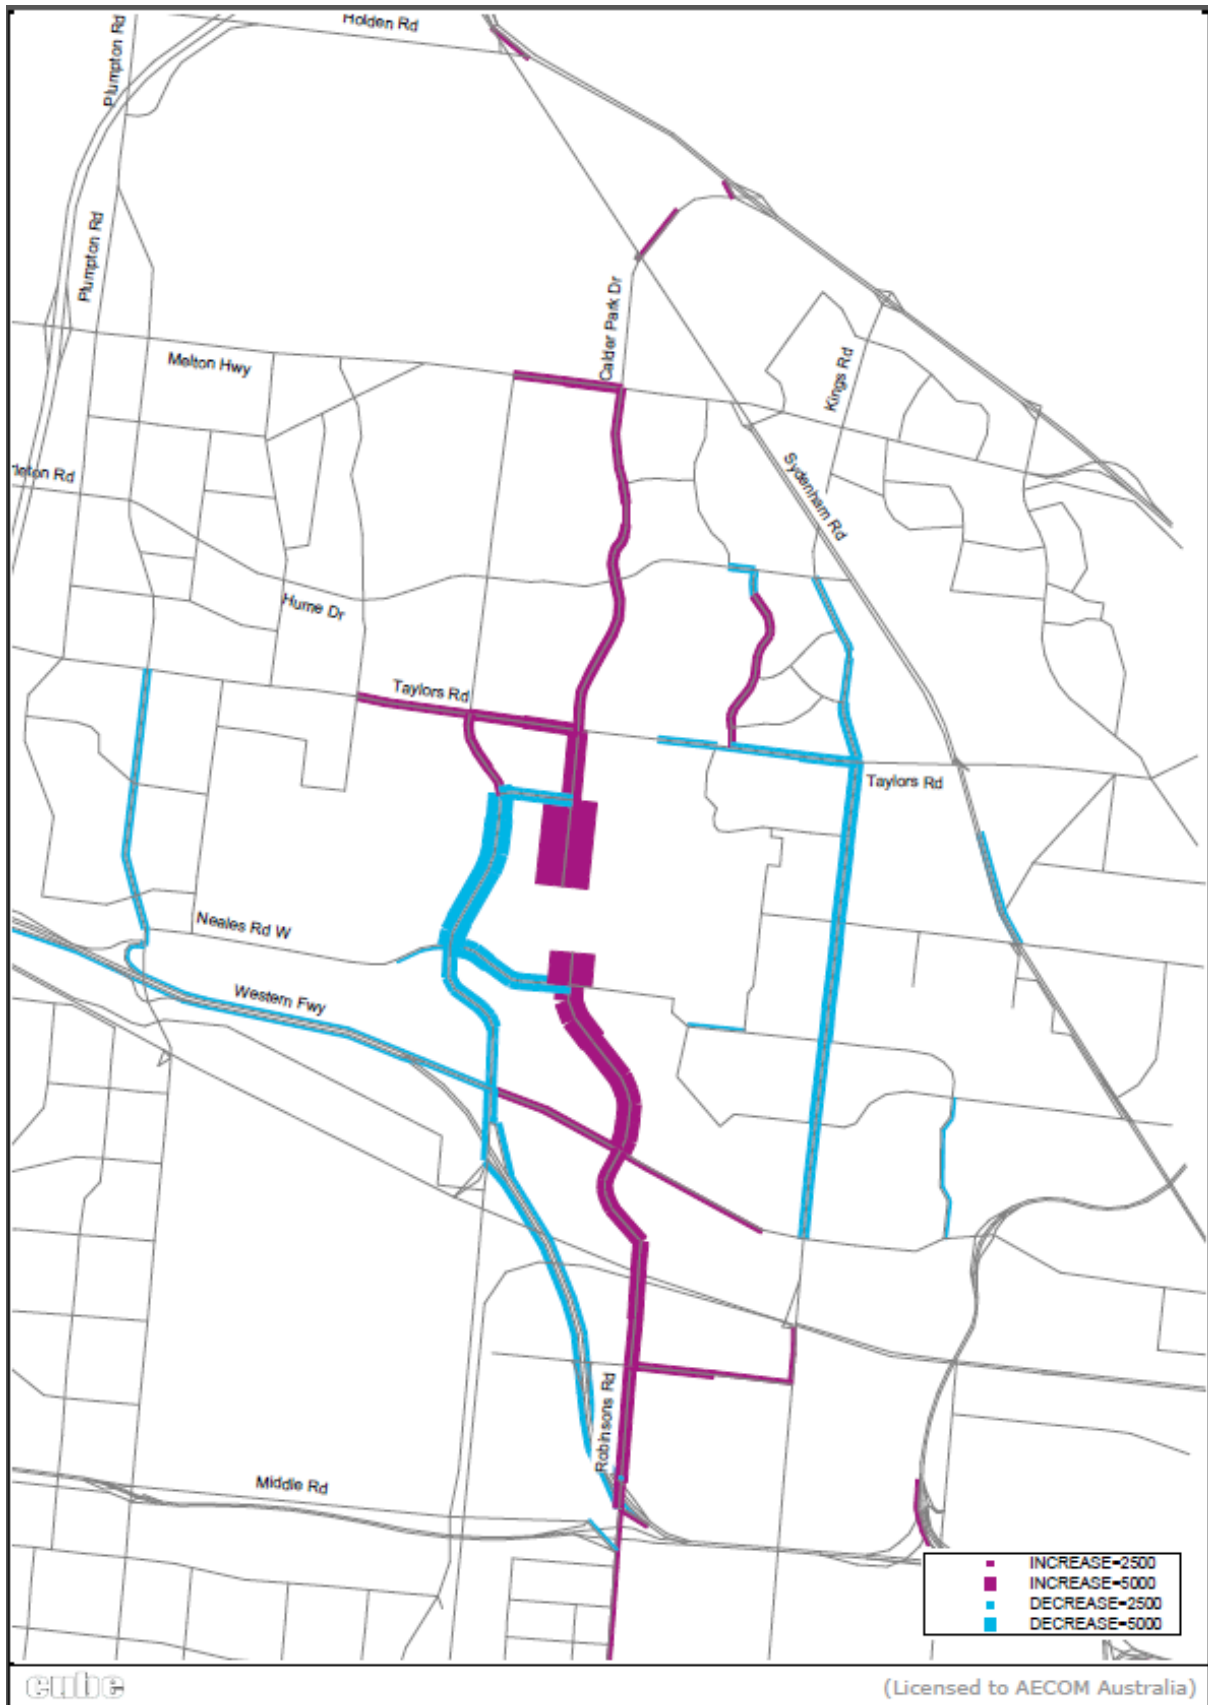 Holden Rd
Plumpton Rd
Plumpton Rd
Calder Park Dr
Melton Hwy
Kings Rd
leton Rd
Sydenham Rd
Hume Dr
Taylors Rd
Taylors Rd
Neales Rd W
Western Fwy
Robinsons Rd
Middle Rd
INCREASE=2500
INCREASE=5000
DECREASE=2500
DECREASE=5000
cube
(Licensed to AECOM Australia)